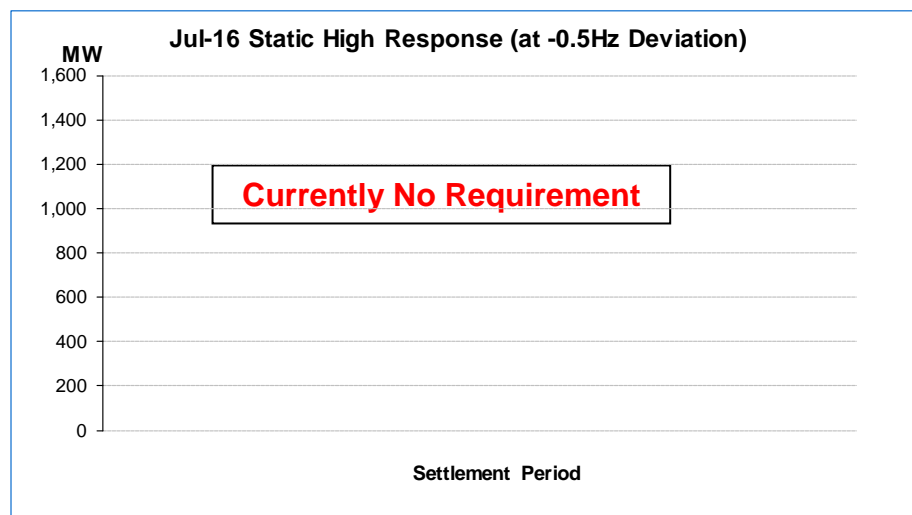 Jul-16 Static High Response (at -0.5Hz Deviation)
MW
1,600
1,400
1,200
Currently No Requirement
1,000
800
600
400
200
0
Settlement Period